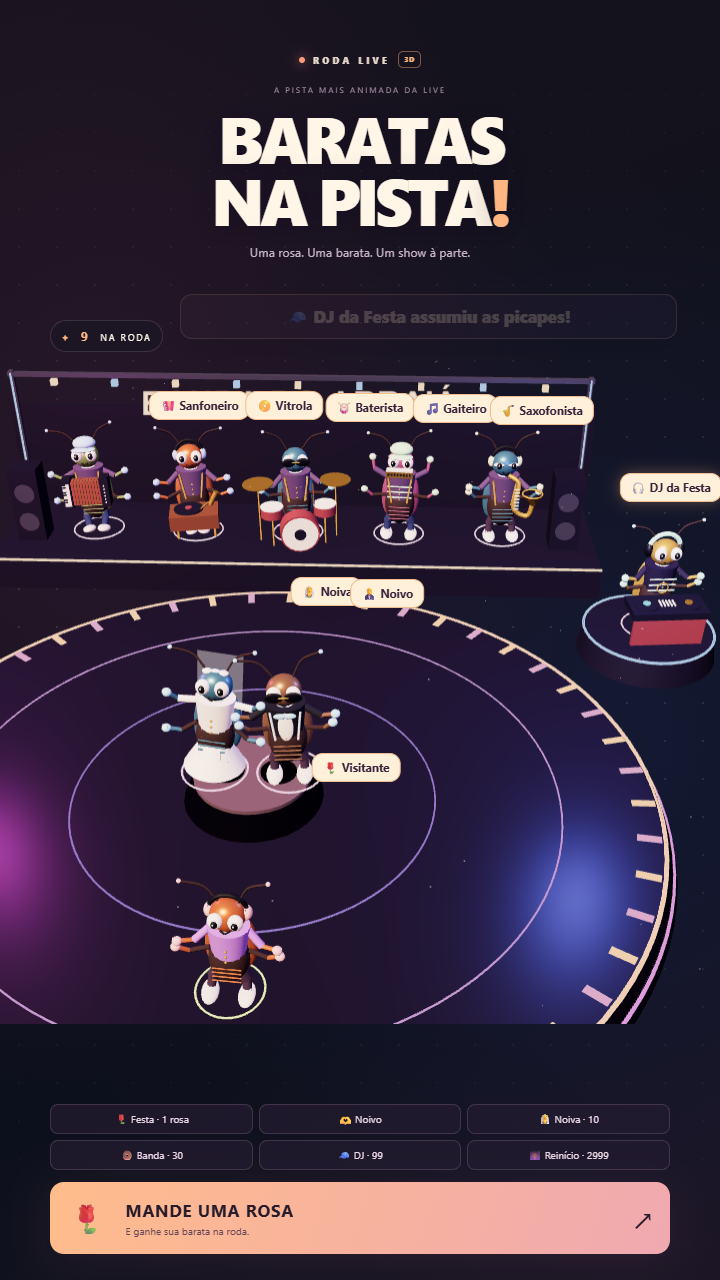 RODA LIVE 3D
A PISTA MAIS ANIMADA DA LIVE
BARATAS
NA PISTA!
Uma rosa. Uma barata. Um show à parte.
DJ da Festa assumiu as picapes!
9 NA RODA
Sanfoneiro
Vitrola
Baterista
Gaiteiro
Saxofonista
DJ da Festa
Noiva
Noivo
Visitante
Festa · 1 rosa
Noivo
Noiva · 10
Banda · 30
DJ · 99
Reinício · 2999
MANDE UMA ROSA
E ganhe sua barata na roda.